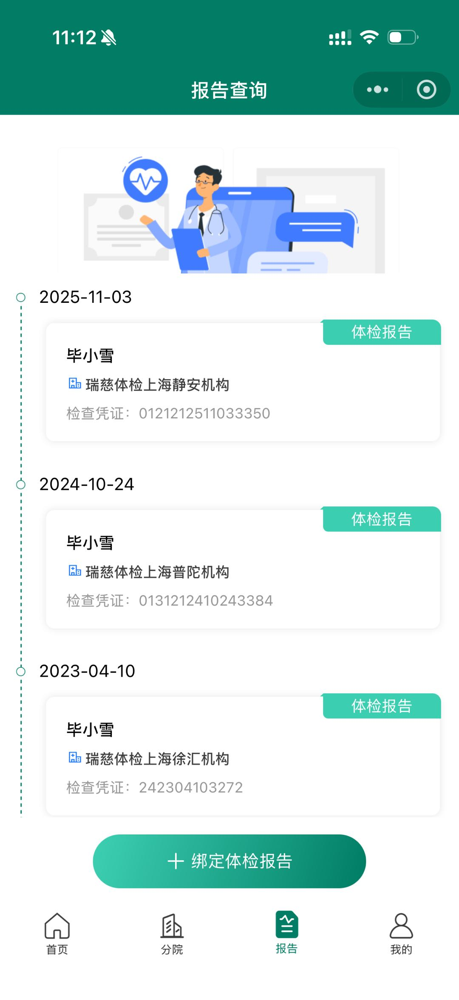 11:12
报告查询
2025-11-03
体检报告
毕小雪
瑞慈体检上海静安机构
检查凭证：0121212511033350
2024-10-24
体检报告
毕小雪
瑞慈体检上海普陀机构
检查凭证：0131212410243384
2023-04-10
体检报告
毕小雪
瑞慈体检上海徐汇机构
检查凭证：242304103272
＋ 绑定体检报告
首页
分院
报告
我的